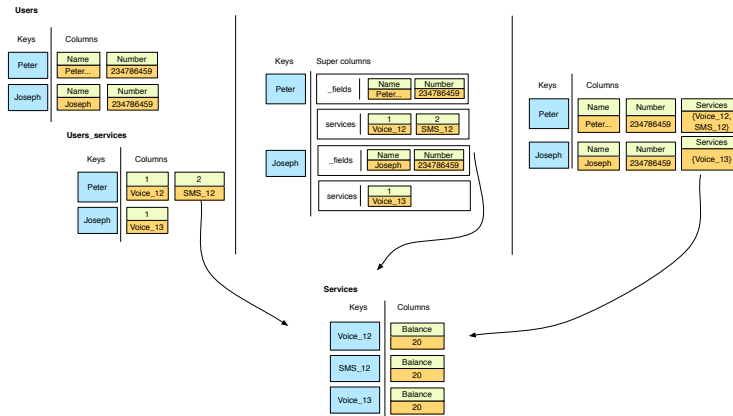 Users
Keys Columns
Peter
Name Number
Peter... 234786459
Joseph
Name Number
Joseph 234786459
Users_services
Keys Columns
Peter
1 2
Voice_12 SMS_12
Joseph
1
Voice_13
Keys Super columns
Peter
_fields
Name Number
Peter... 234786459
services
1 2
Voice_12 SMS_12
Joseph
_fields
Name Number
Joseph 234786459
services
1
Voice_13
Keys Columns
Peter
Name Number Services
Peter... 234786459 {Voice_12,
SMS_12}
Joseph
Name Number Services
Joseph 234786459 {Voice_13}
Services
Keys Columns
Voice_12
Balance
20
SMS_12
Balance
20
Voice_13
Balance
20